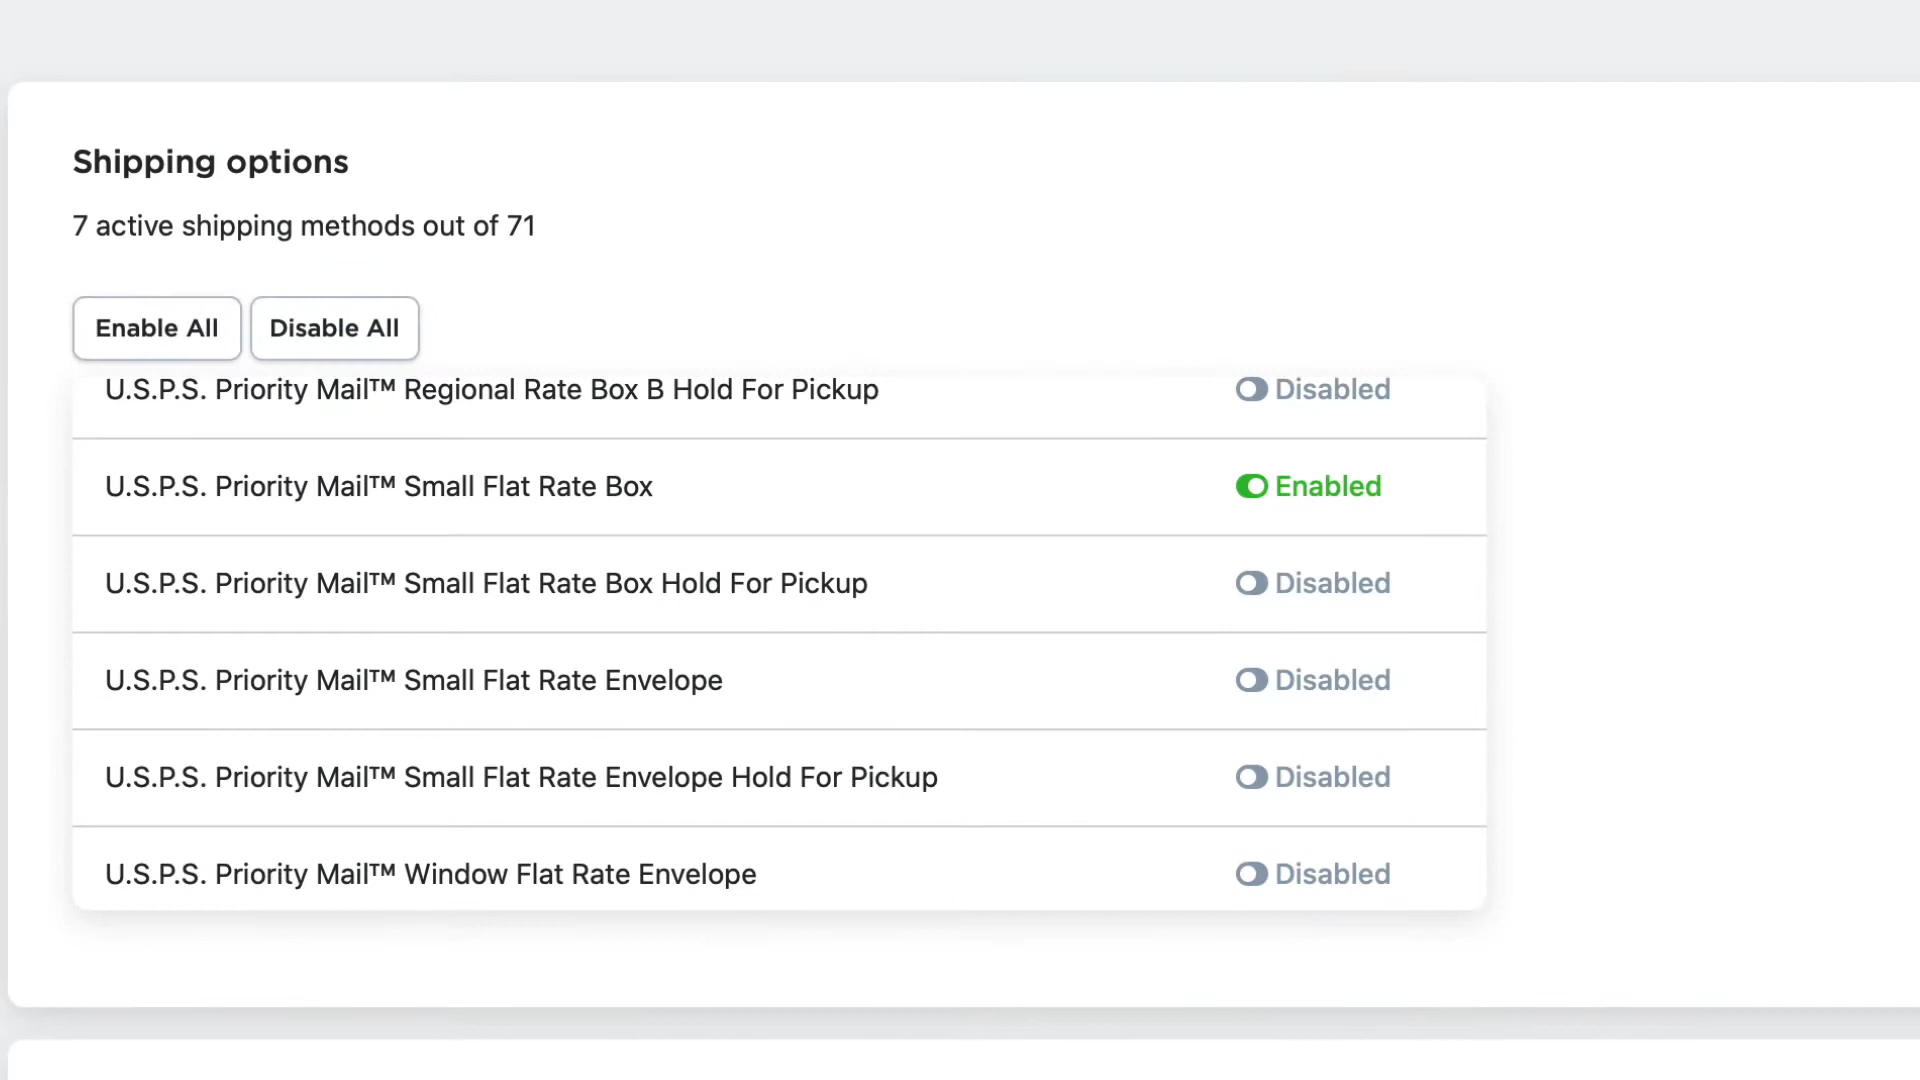 Shipping options
7 active shipping methods out of 71
Enable All Disable All
U.S.P.S. Priority Mail™ Regional Rate Box B Hold For Pickup Disabled
U.S.P.S. Priority Mail™ Small Flat Rate Box Enabled
U.S.P.S. Priority Mail™ Small Flat Rate Box Hold For Pickup Disabled
U.S.P.S. Priority Mail™ Small Flat Rate Envelope Disabled
U.S.P.S. Priority Mail™ Small Flat Rate Envelope Hold For Pickup Disabled
U.S.P.S. Priority Mail™ Window Flat Rate Envelope Disabled